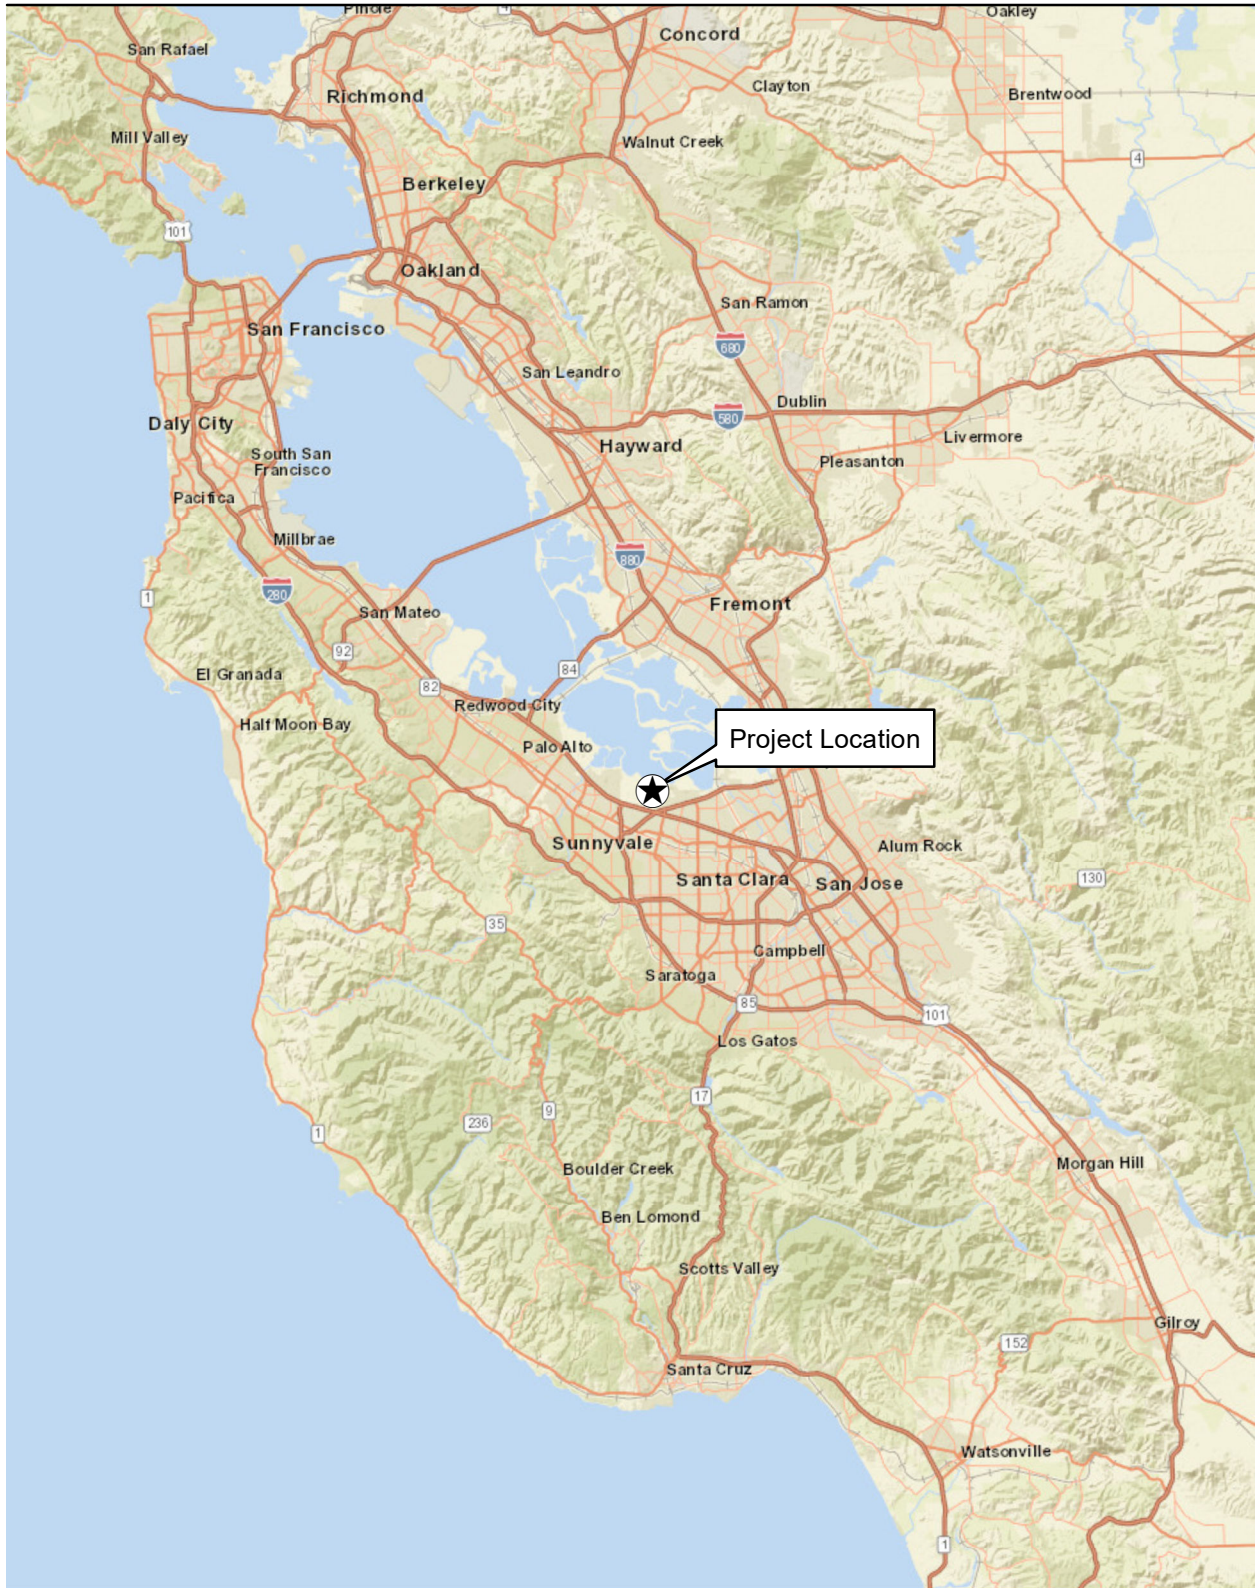 Pinole
4
Oakley
San Rafael
Concord
Clayton
Brentwood
Richmond
Mill Valley
Walnut Creek
4
Berkeley
101
Oakland
San Ramon
San Francisco
680
San Leandro
Dublin
580
Daly City
Livermore
Hayward
South San
Francisco
Pleasanton
Pacifica
Millbrae
880
280
1
Fremont
San Mateo
92
84
El Granada
82
Redwood City
Half Moon Bay
Project Location
Palo Alto
Sunnyvale
Alum Rock
Santa Clara
San Jose
130
35
Campbell
Saratoga
85
101
Los Gatos
17
9
236
1
Morgan Hill
Boulder Creek
Ben Lomond
Scotts Valley
Gilroy
152
Santa Cruz
Watsonville
1